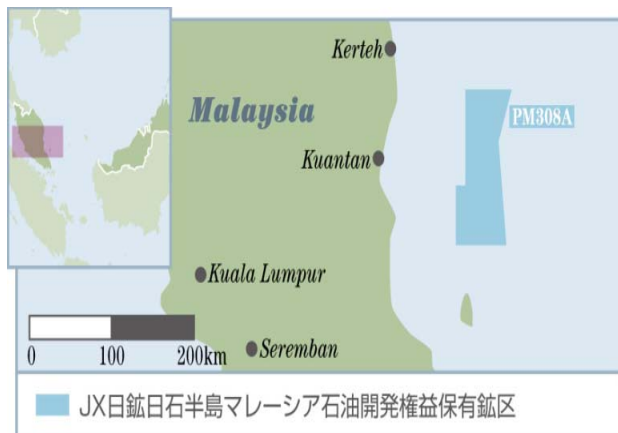 Kerteh
Malaysia
PM308A
Kuantan
Kuala Lumpur
0 100 200km
Seremban
JX日鉱日石半島マレーシア石油開発権益保有鉱区